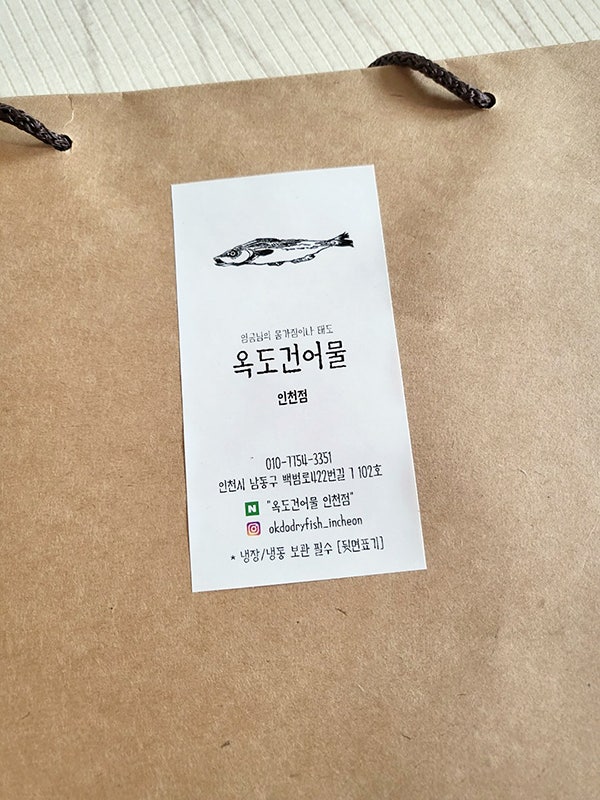 임금님의 몸가짐이나 태도
옥도건어물
인천점
010-7754-3351
인천시 남동구 백범로422번길 7 102호
N "옥도건어물 인천점"
okdodryfish_incheon
* 냉장/냉동 보관 필수 [뒷면표기]